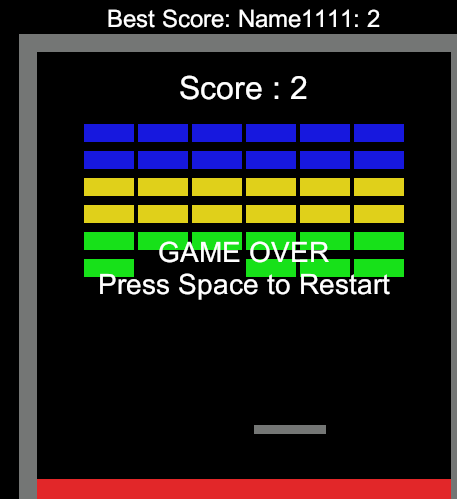 Best Score: Name1111: 2
Score : 2
GAME OVER
Press Space to Restart